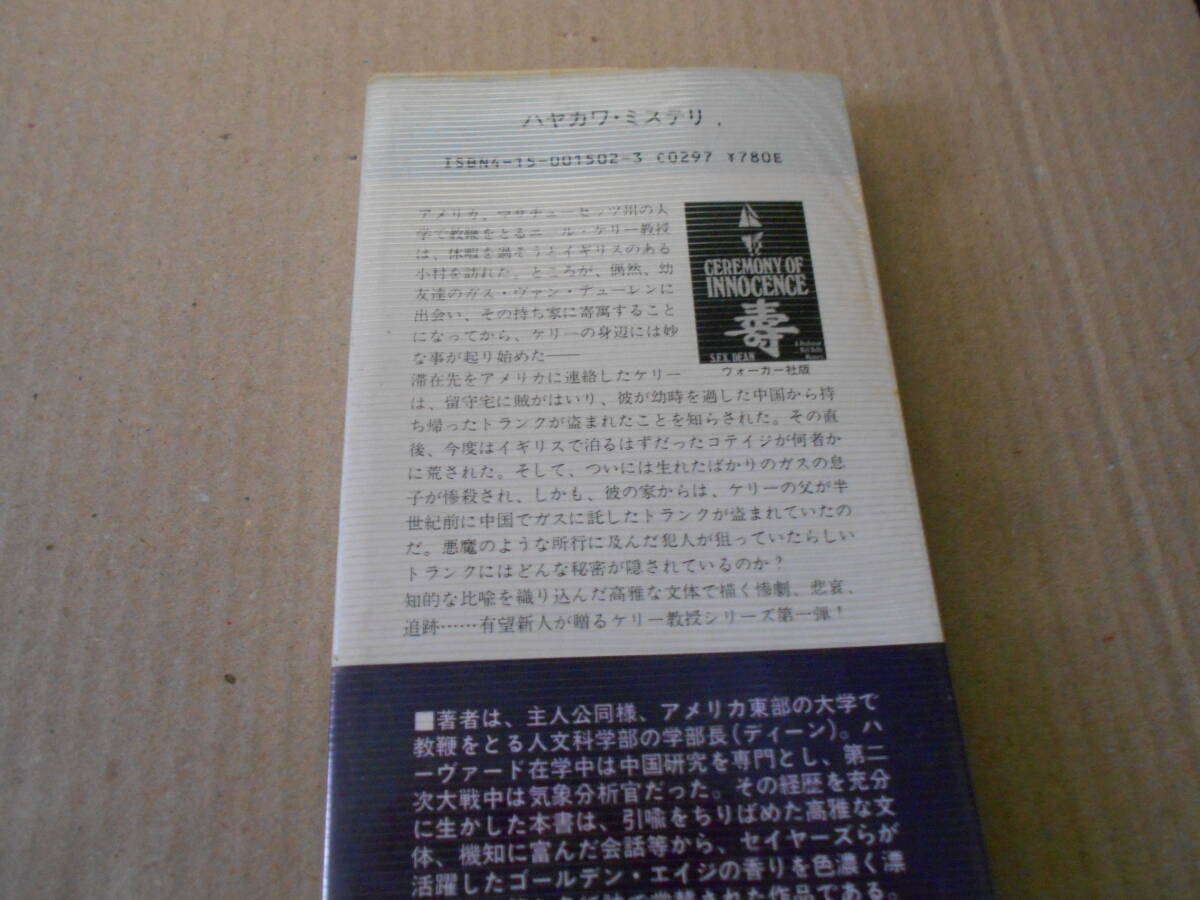 ハヤカワ・ミステリ
ISBN4-15-001502-3 C0297 ¥780E
アメリカ、マサチューセッツ州の大
学で教鞭をとるニール・ケリー教授
は、休暇を過そうとイギリスのある
小村を訪れた。ところが、偶然、幼
友達のガス・ヴァン・デューレンに
出会い、その持ち家に寄寓すること
になってから、ケリーの身辺には妙
な事が起り始めた――
滞在先をアメリカに連絡したケリー
は、留守宅に賊がはいり、彼が幼時を過した中国から持
ち帰ったトランクが盗まれたことを知らされた。その直
後、今度はイギリスで泊るはずだったコテイジが何者か
に荒された。そして、ついには生れたばかりのガスの息
子が惨殺され、しかも、彼の家からは、ケリーの父が半
世紀前に中国でガスに託したトランクが盗まれていたの
だ。悪魔のような所行に及んだ犯人が狙っていたらしい
トランクにはどんな秘密が隠されているのか？
知的な比喩を織り込んだ高雅な文体で描く惨劇、悲哀、
追跡……有望新人が贈るケリー教授シリーズ第一弾！
CEREMONY OF
INNOCENCE
寿
S.F.X. DEAN
A Professor
Neil Kelly
Mystery
ウォーカー社版
■著者は、主人公同様、アメリカ東部の大学で
教鞭をとる人文科学部の学部長（ディーン）。ハ
ーヴァード在学中は中国研究を専門とし、第二
次大戦中は気象分析官だった。その経歴を充分
に生かした本書は、引喩をちりばめた高雅な文
体、機知に富んだ会話等から、セイヤーズらが
活躍したゴールデン・エイジの香りを色濃く漂
された作品である。